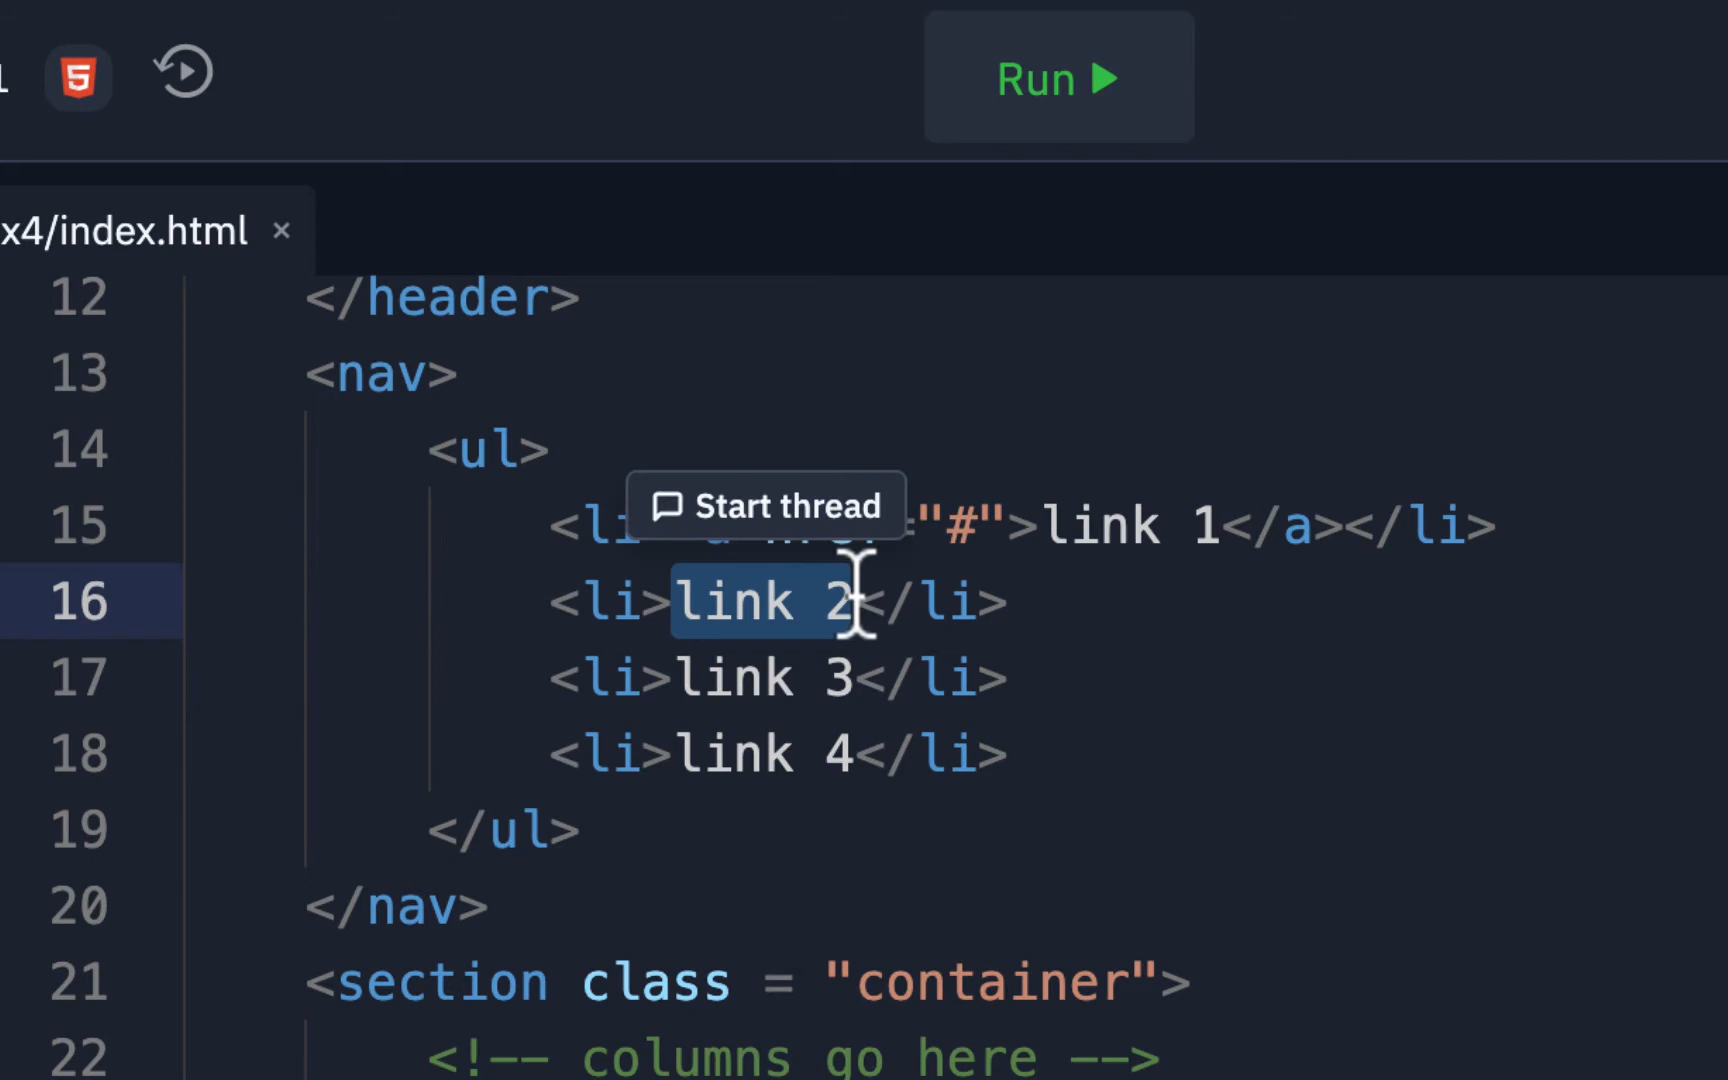 Run
x4/index.html ×
12 </header>
13 <nav>
14 <ul>
Start thread
15 <li "#">link 1</a></li>
16 <li>link 2</li>
17 <li>link 3</li>
18 <li>link 4</li>
19 </ul>
20 </nav>
21 <section class = "container">
22 <!-- columns go here -->